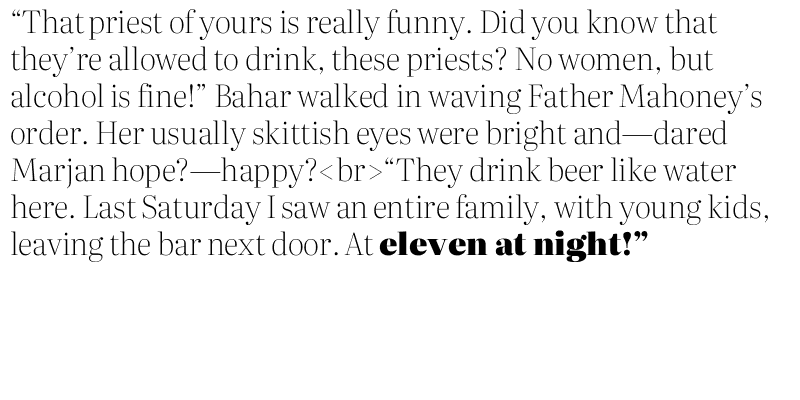 “That priest of yours is really funny. Did you know that
they’re allowed to drink, these priests? No women, but
alcohol is fine!” Bahar walked in waving Father Mahoney’s
order. Her usually skittish eyes were bright and—dared
Marjan hope?—happy?<br>“They drink beer like water
here. Last Saturday I saw an entire family, with young kids,
leaving the bar next door. At eleven at night!”